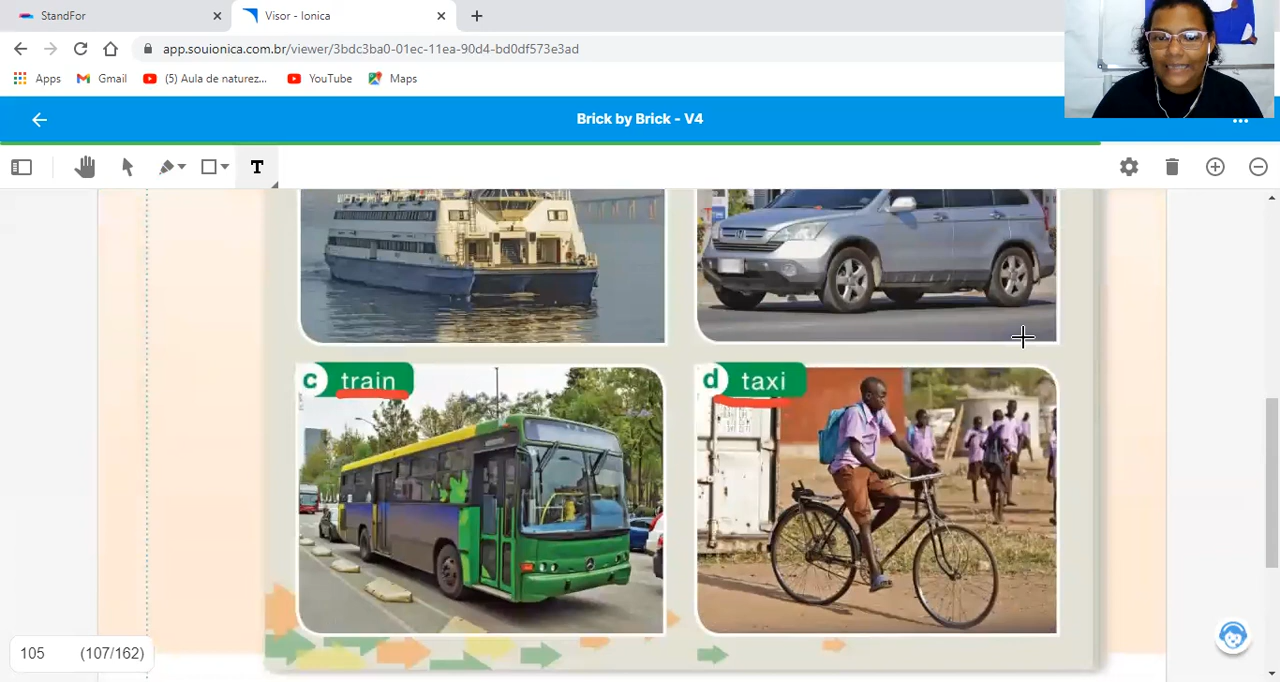 StandFor
Visor - Ionica
app.souionica.com.br/viewer/3bdc3ba0-01ec-11ea-90d4-bd0df573e3ad
Apps
Gmail
(5) Aula de naturez...
YouTube
Maps
Brick by Brick - V4
T
c train
d taxi
105 (107/162)